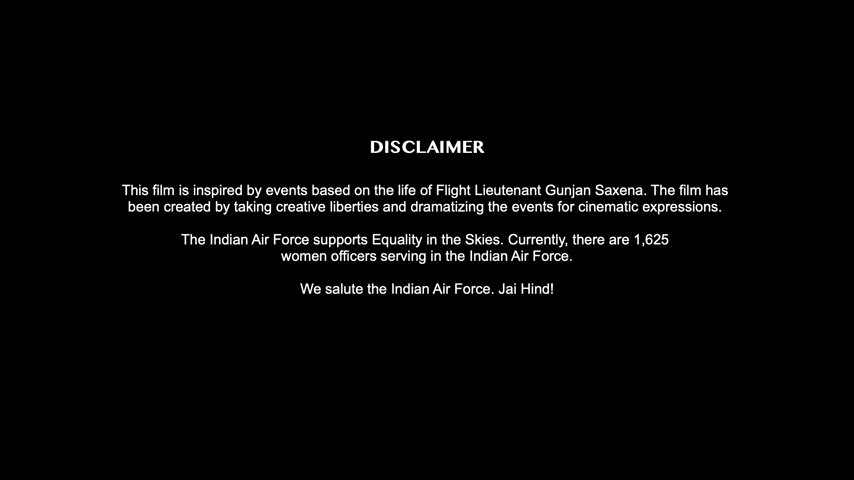 DISCLAIMER
This film is inspired by events based on the life of Flight Lieutenant Gunjan Saxena. The film has
been created by taking creative liberties and dramatizing the events for cinematic expressions.
The Indian Air Force supports Equality in the Skies. Currently, there are 1,625
women officers serving in the Indian Air Force.
We salute the Indian Air Force. Jai Hind!